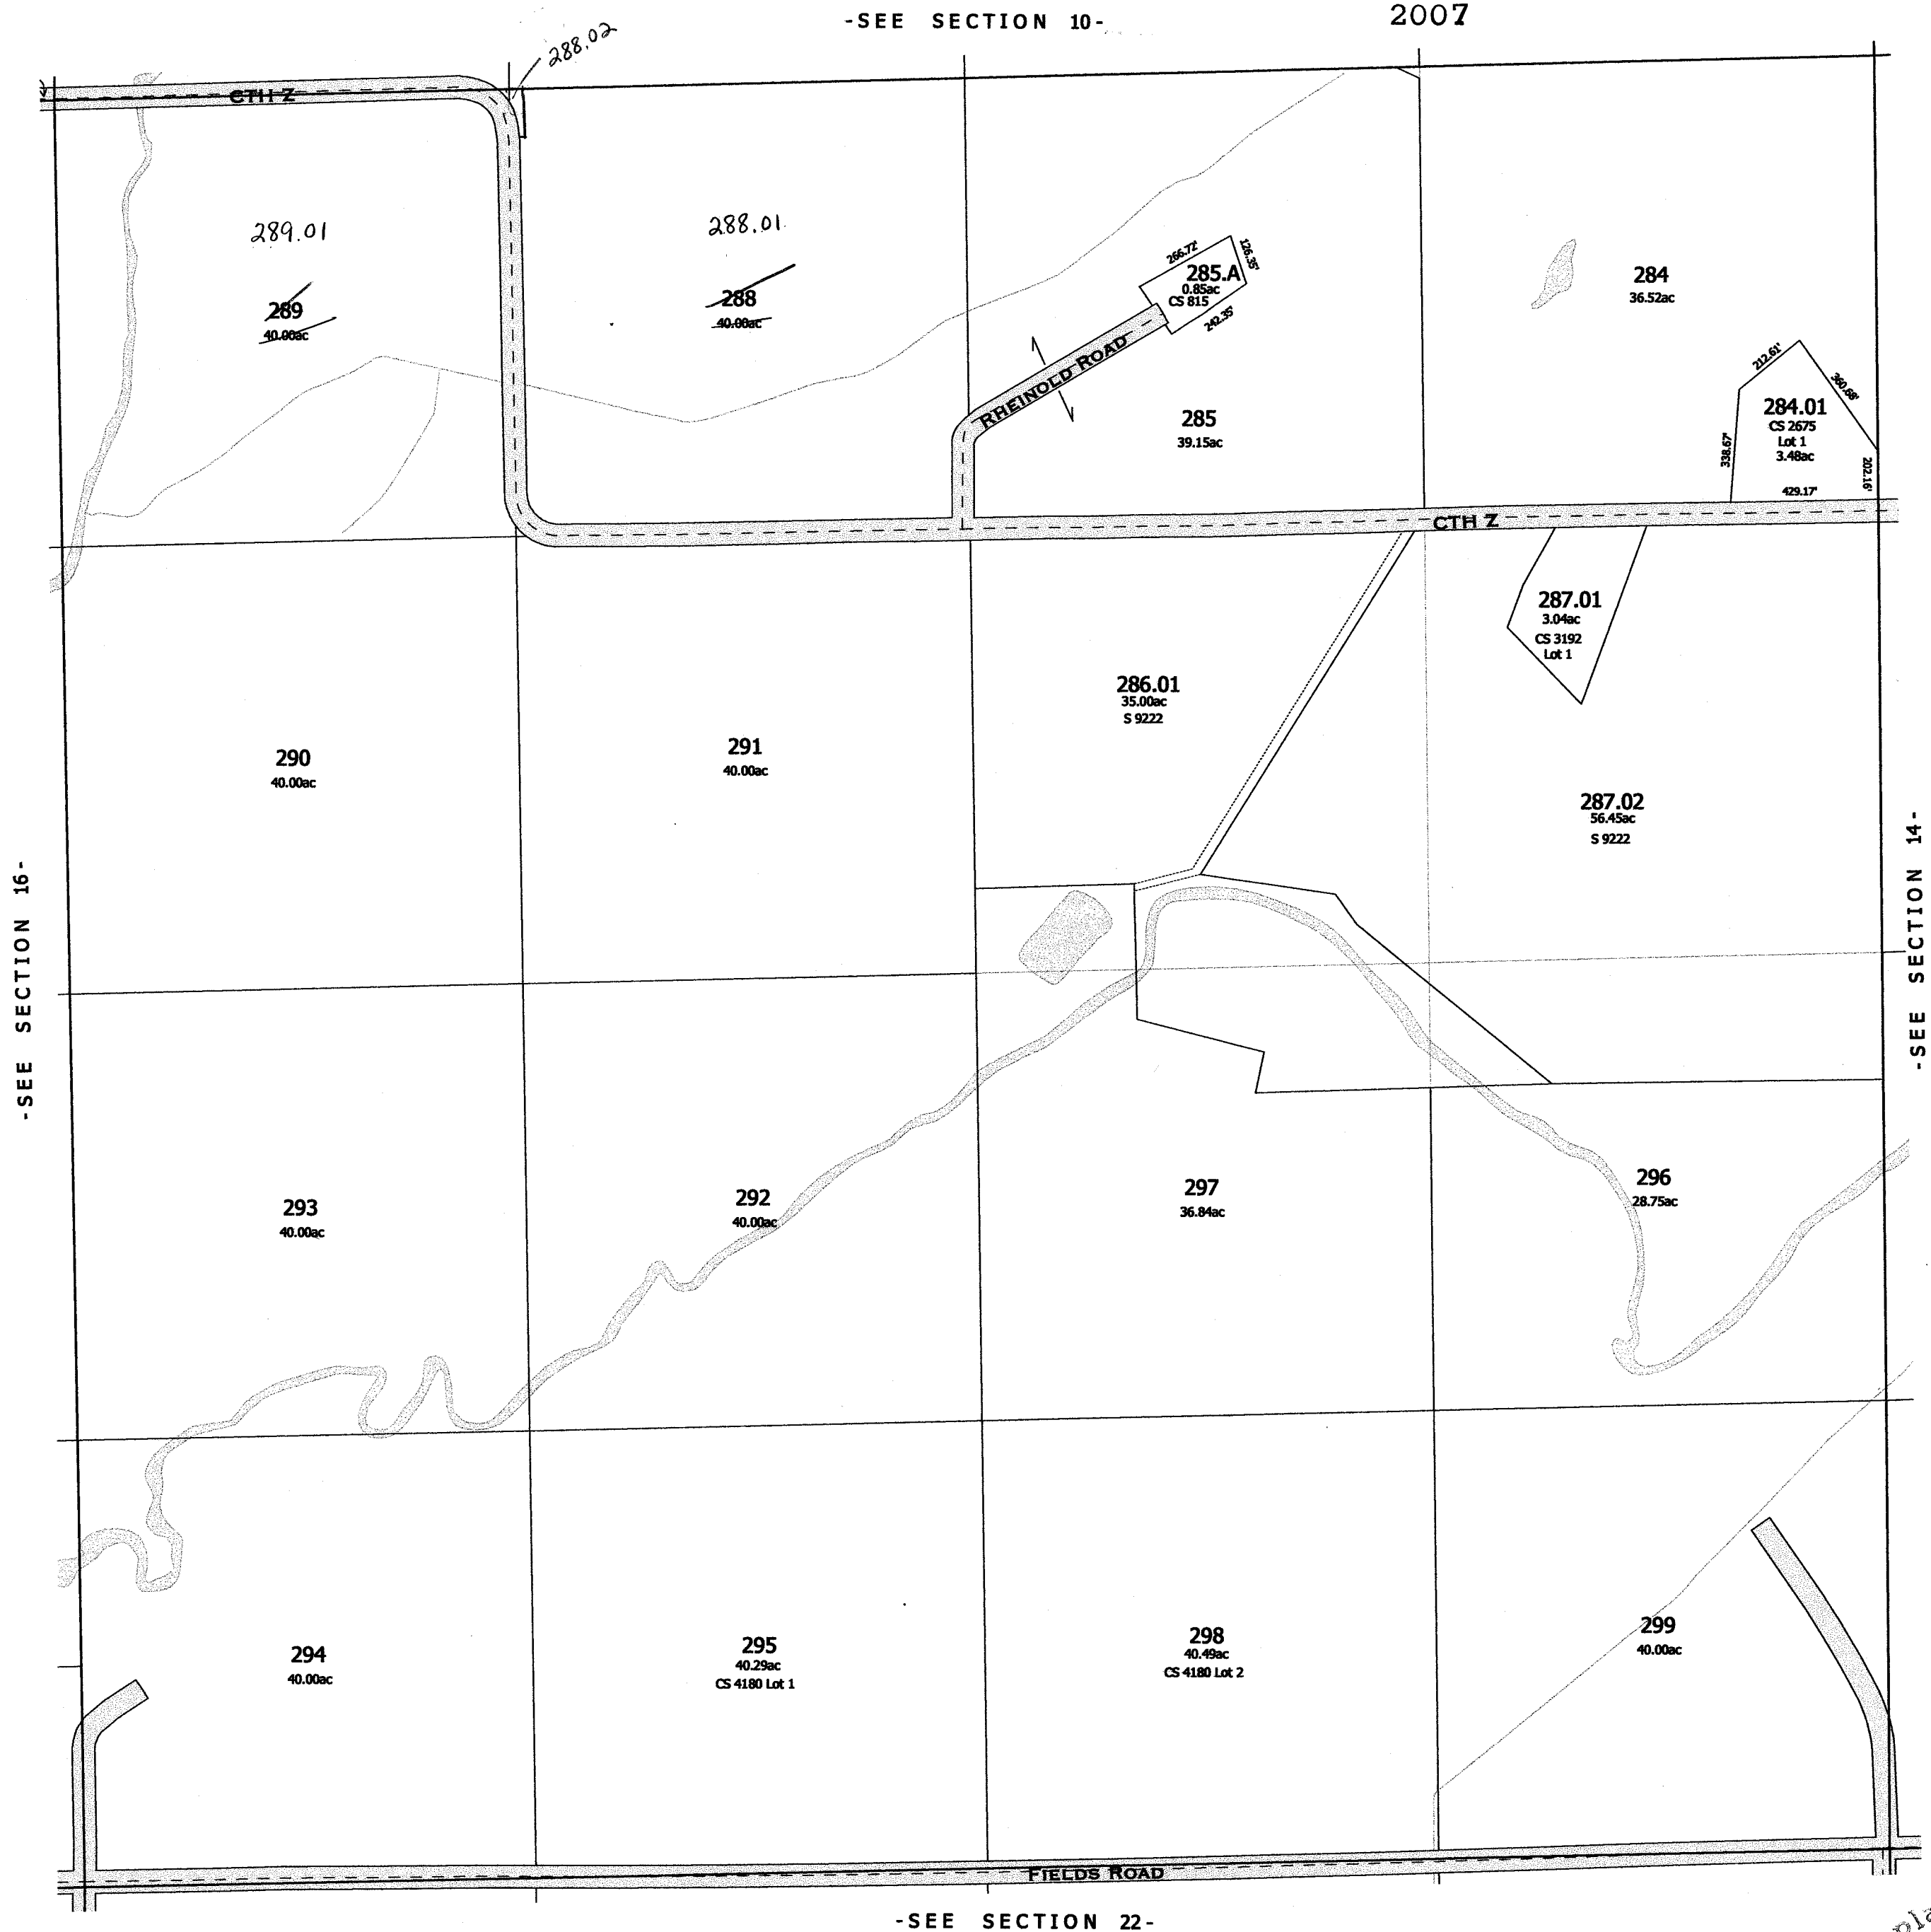 -SEE SECTION 10-
2007
288.02
CTH Z
289.01
288.01
289
40.00ac
288
40.00ac
266.72'
126.35'
285.A
0.85ac
CS 815
242.35'
RHEINOLD ROAD
285
39.15ac
284
36.52ac
212.61'
360.68'
284.01
CS 2675
Lot 1
3.48ac
338.67'
202.16'
429.17'
CTH Z
287.01
3.04ac
CS 3192
Lot 1
286.01
35.00ac
S 9222
290
40.00ac
291
40.00ac
287.02
56.45ac
S 9222
-SEE SECTION 16-
-SEE SECTION 14-
293
40.00ac
292
40.00ac
297
36.84ac
296
28.75ac
294
40.00ac
295
40.29ac
CS 4180 Lot 1
298
40.49ac
CS 4180 Lot 2
299
40.00ac
FIELDS ROAD
-SEE SECTION 22-